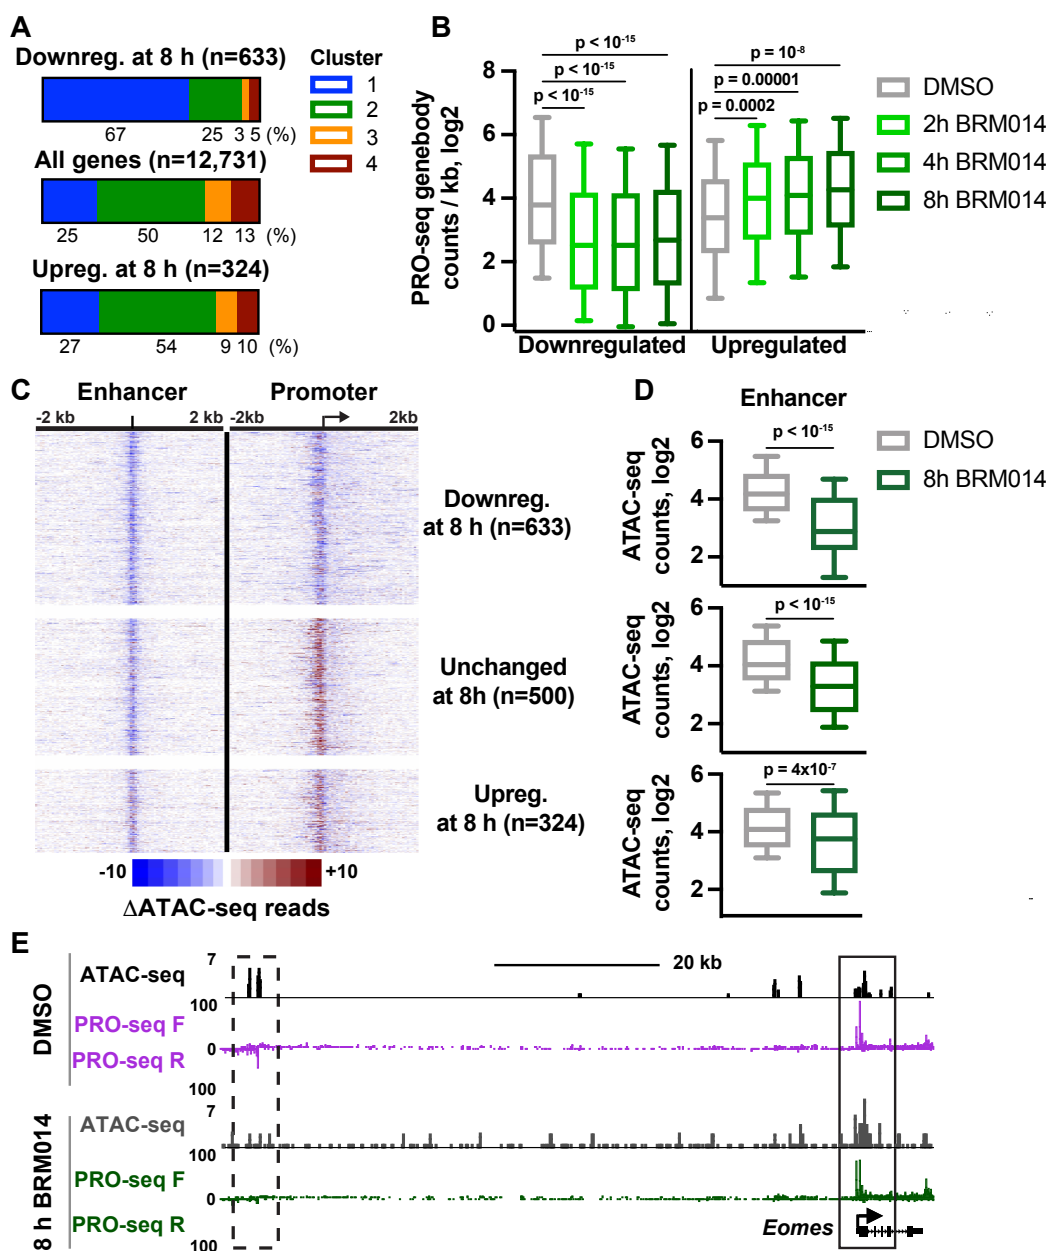 A
Downreg. at 8 h (n=633)
67 25 3 5 (%)
All genes (n=12,731)
25 50 12 13 (%)
Upreg. at 8 h (n=324)
27 54 9 10 (%)
Cluster
1
2
3
4
B
PRO-seq genebody
counts / kb, log2
8
6
4
2
0
p < 10⁻¹⁵
p < 10⁻¹⁵
p < 10⁻¹⁵
p = 10⁻⁸
p = 0.00001
p = 0.0002
Downregulated Upregulated
DMSO
2h BRM014
4h BRM014
8h BRM014
C
Enhancer Promoter
-2 kb 2 kb -2kb 2kb
Downreg.
at 8 h (n=633)
Unchanged
at 8h (n=500)
Upreg.
at 8 h (n=324)
-10 +10
ΔATAC-seq reads
D
Enhancer
ATAC-seq
counts, log2
6
4
2
p < 10⁻¹⁵
ATAC-seq
counts, log2
6
4
2
p < 10⁻¹⁵
ATAC-seq
counts, log2
6
4
2
p = 4x10⁻⁷
DMSO
8h BRM014
E
20 kb
DMSO
ATAC-seq 7
PRO-seq F 100
PRO-seq R 0
100
8 h BRM014
ATAC-seq 7
PRO-seq F 100
PRO-seq R 0
100
Eomes